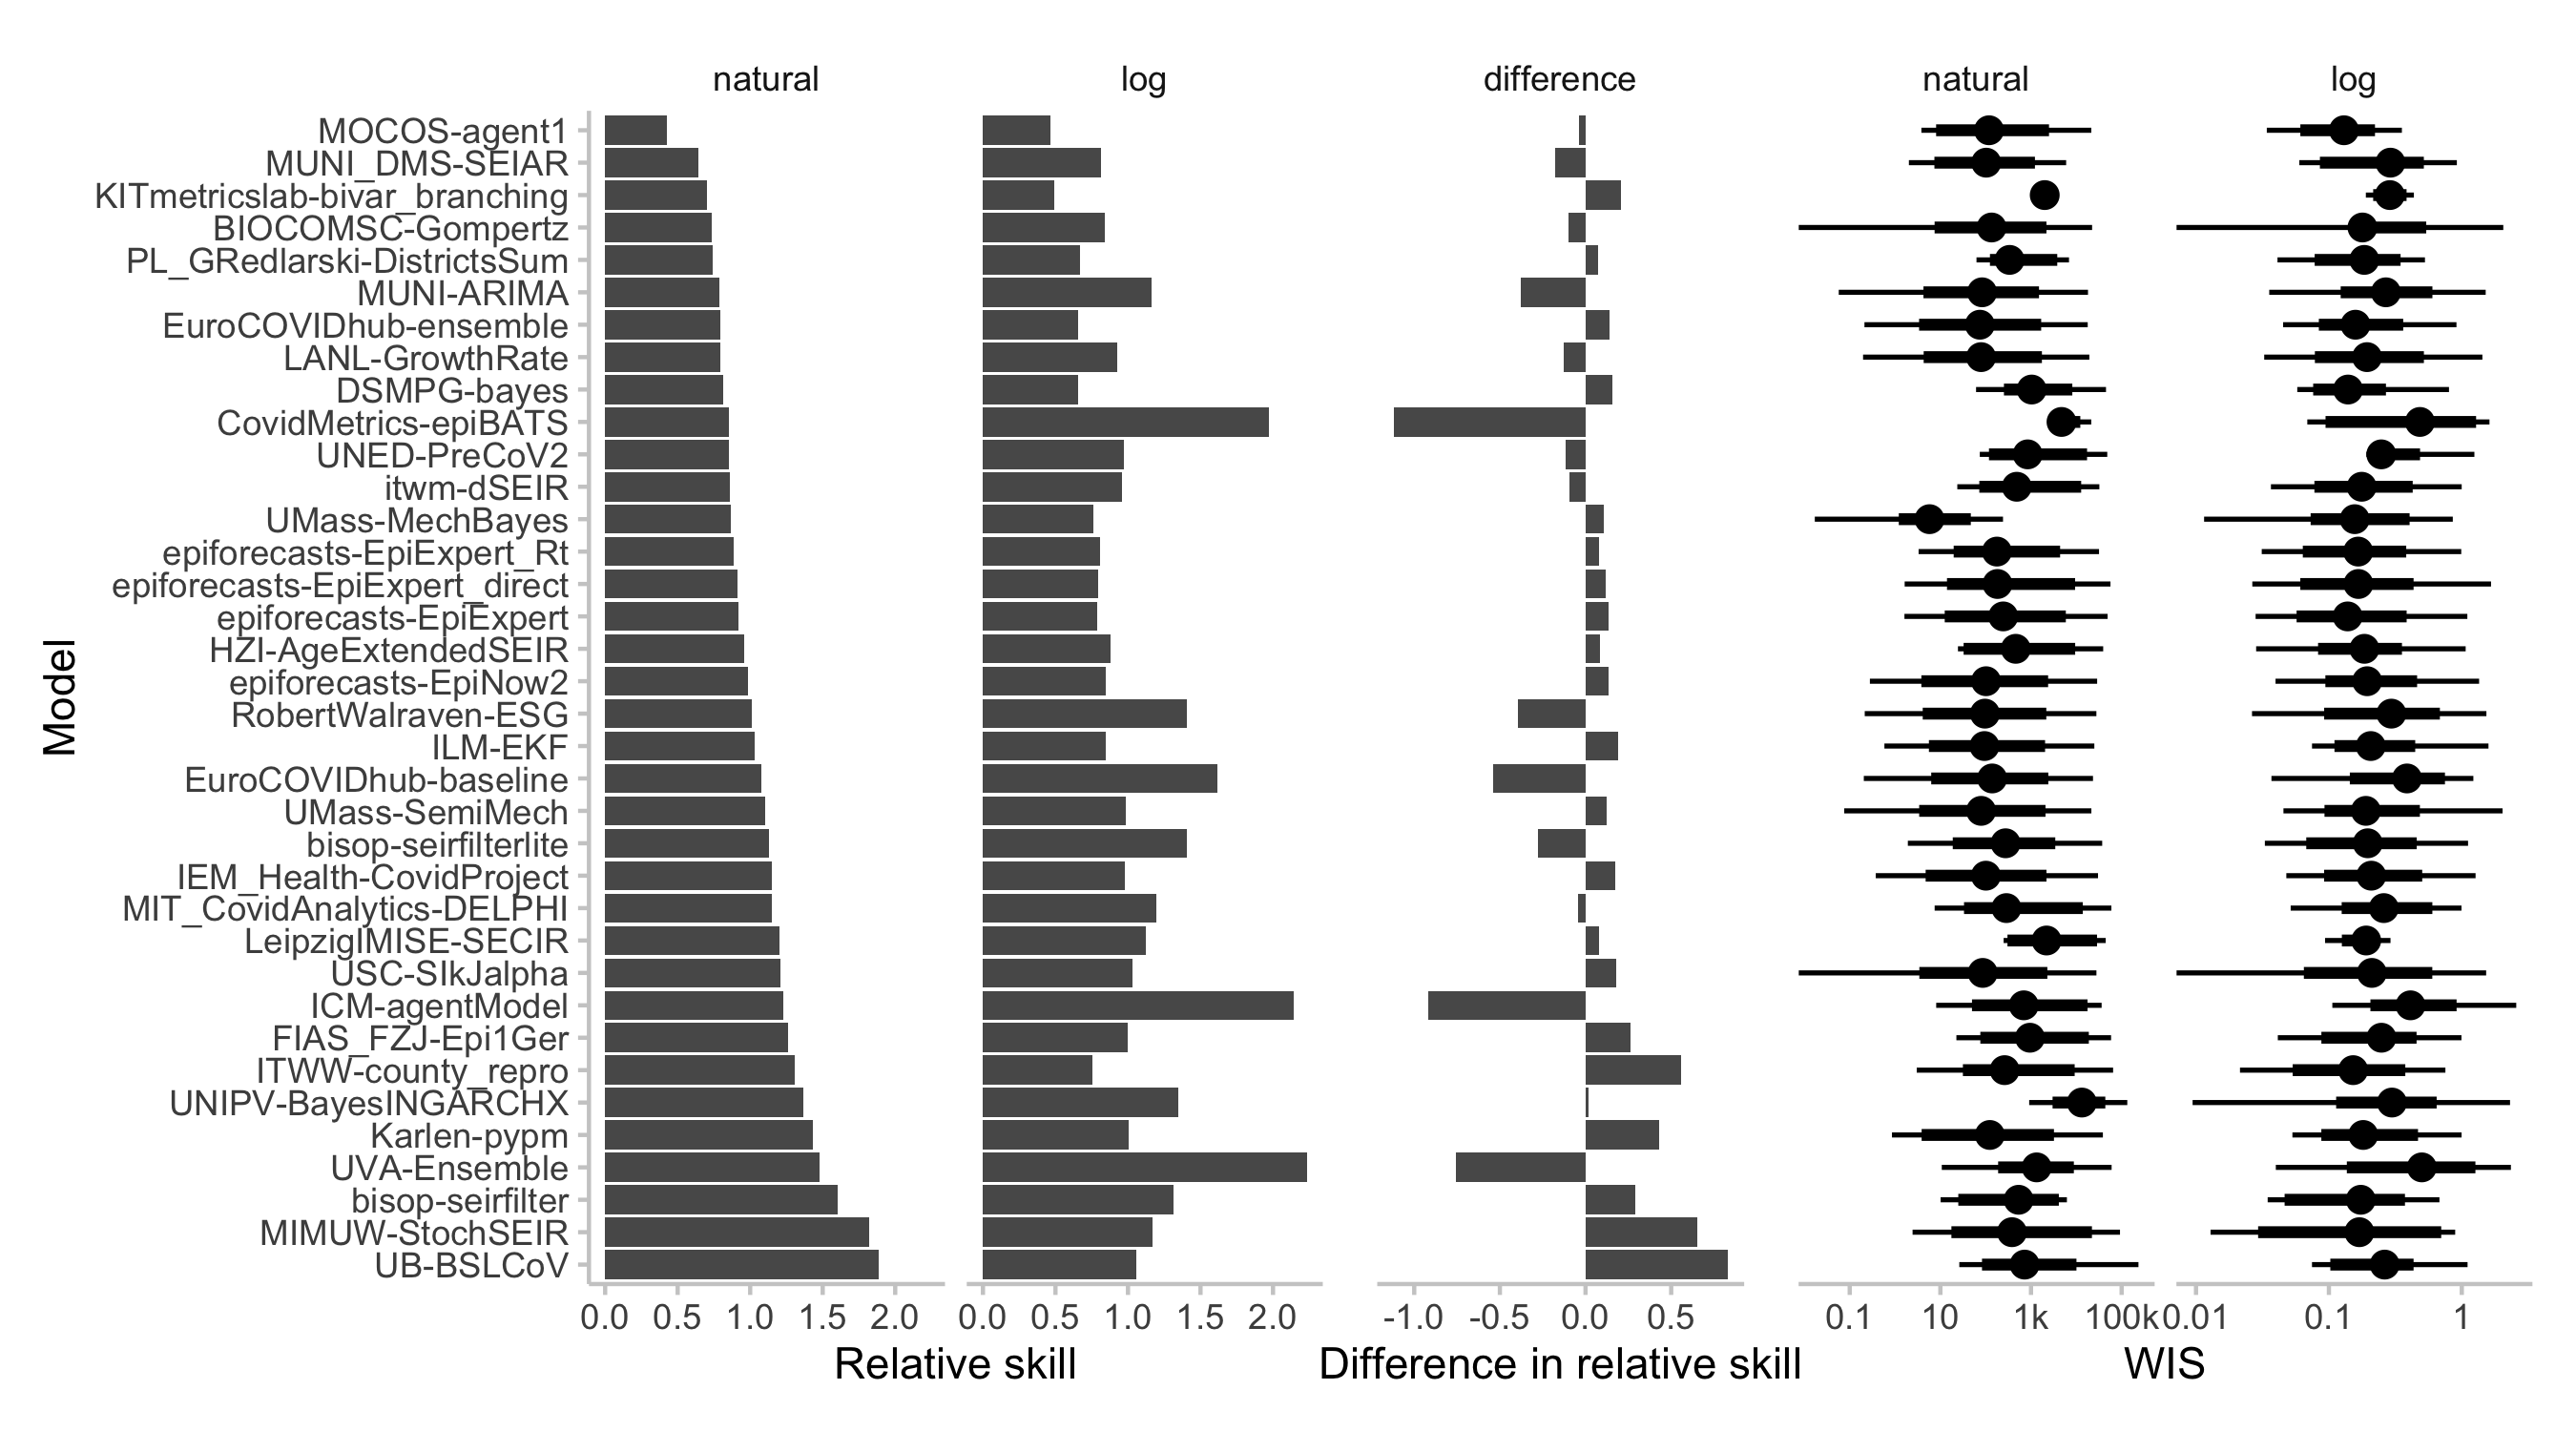 natural log difference natural log
MOCOS-agent1
MUNI_DMS-SEIAR
KITmetricslab-bivar_branching
BIOCOMSC-Gompertz
PL_GRedlarski-DistrictsSum
MUNI-ARIMA
EuroCOVIDhub-ensemble
LANL-GrowthRate
DSMPG-bayes
CovidMetrics-epiBATS
UNED-PreCoV2
itwm-dSEIR
UMass-MechBayes
epiforecasts-EpiExpert_Rt
epiforecasts-EpiExpert_direct
epiforecasts-EpiExpert
HZI-AgeExtendedSEIR
epiforecasts-EpiNow2
RobertWalraven-ESG
ILM-EKF
EuroCOVIDhub-baseline
UMass-SemiMech
bisop-seirfilterlite
IEM_Health-CovidProject
MIT_CovidAnalytics-DELPHI
LeipzigIMISE-SECIR
USC-SIkJalpha
ICM-agentModel
FIAS_FZJ-Epi1Ger
ITWW-county_repro
UNIPV-BayesINGARCHX
Karlen-pypm
UVA-Ensemble
bisop-seirfilter
MIMUW-StochSEIR
UB-BSLCoV
Model
0.0 0.5 1.0 1.5 2.0 0.0 0.5 1.0 1.5 2.0 -1.0 -0.5 0.0 0.5 0.1 10 1k 100k 0.01 0.1 1
Relative skill Difference in relative skill WIS